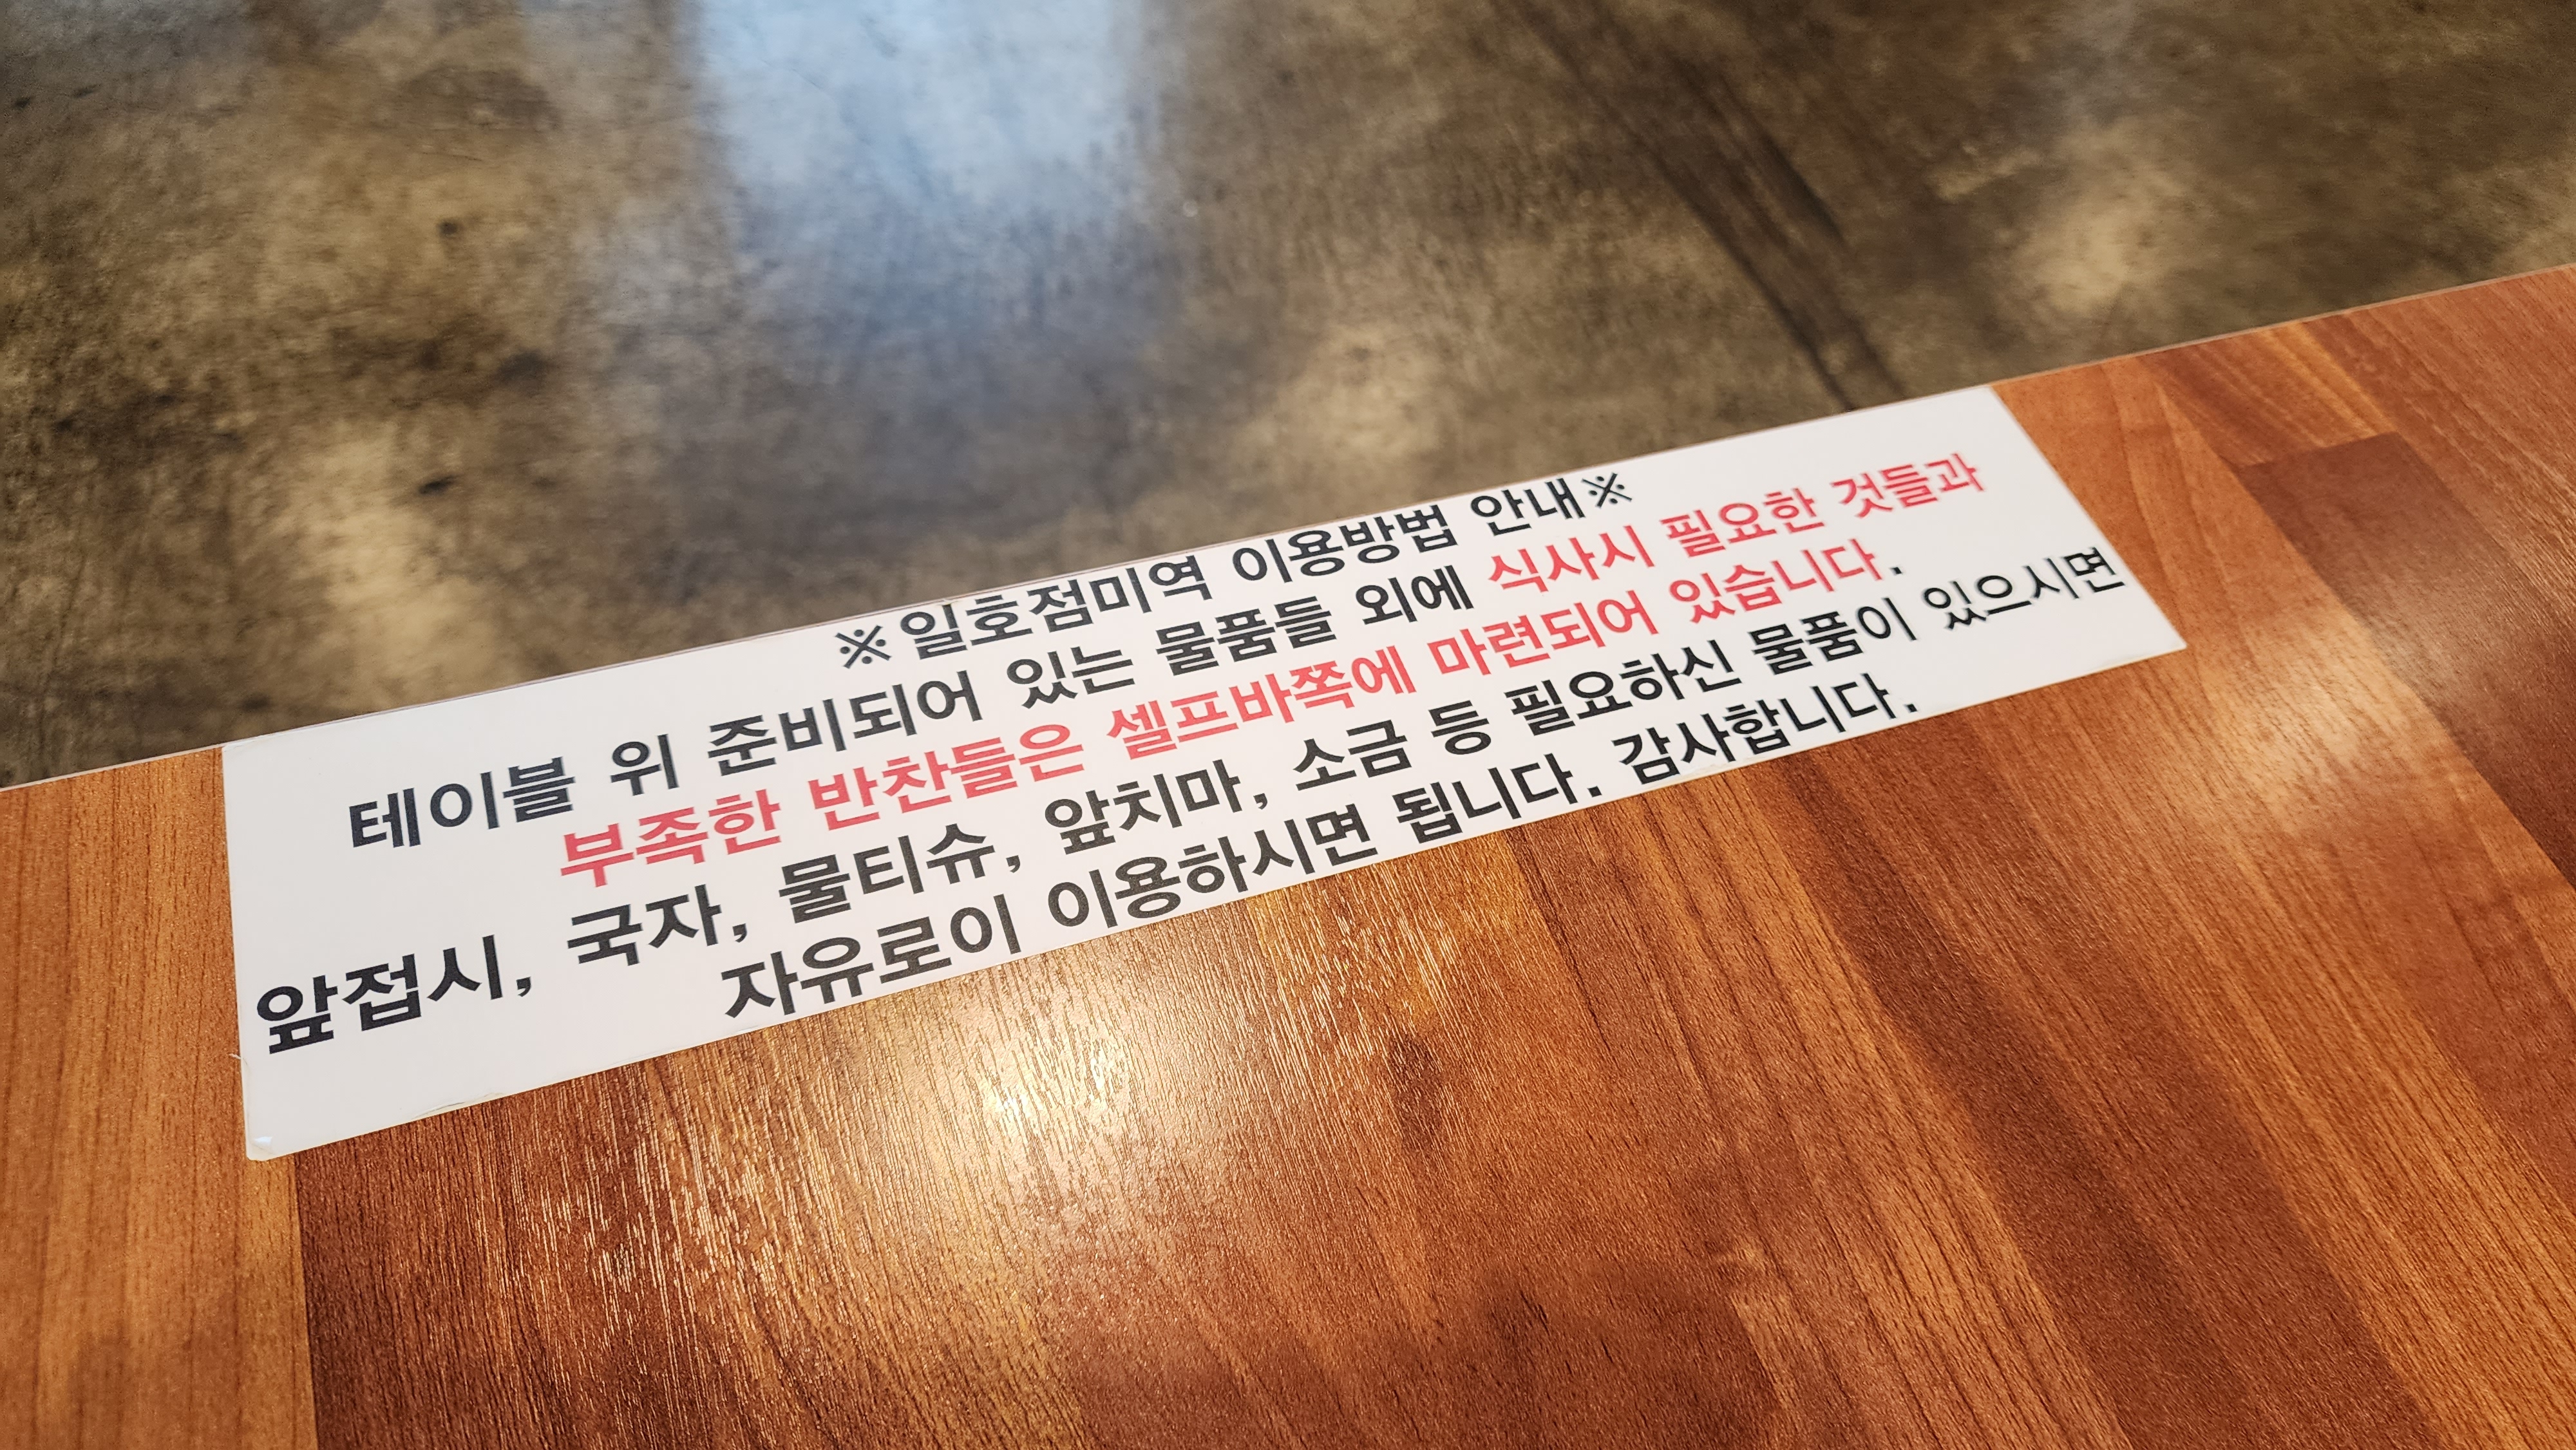 ※일호점미역 이용방법 안내※
테이블 위 준비되어 있는 물품들 외에 식사시 필요한 것들과
부족한 반찬들은 셀프바쪽에 마련되어 있습니다.
앞접시, 국자, 물티슈, 앞치마, 소금 등 필요하신 물품이 있으시면
자유로이 이용하시면 됩니다. 감사합니다.